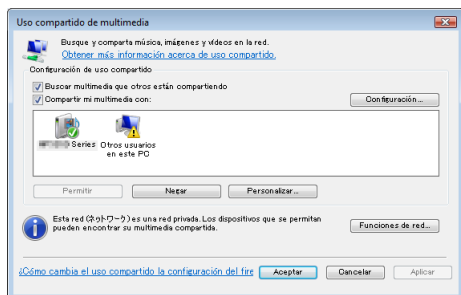 Uso compartido de multimedia
Busque y comparta música, imágenes y vídeos en la red.
Obtener más información acerca de uso compartido.
Configuración de uso compartido
Buscar multimedia que otros están compartiendo
Compartir mi multimedia con:
Configuración...
Series
Otros usuarios
en este PC
Permitir
Negar
Personalizar...
Esta red (ネットワーク) es una red privada. Los dispositivos que se permitan
pueden encontrar su multimedia compartida.
Funciones de red...
¿Cómo cambia el uso compartido la configuración del fire
Aceptar
Cancelar
Aplicar